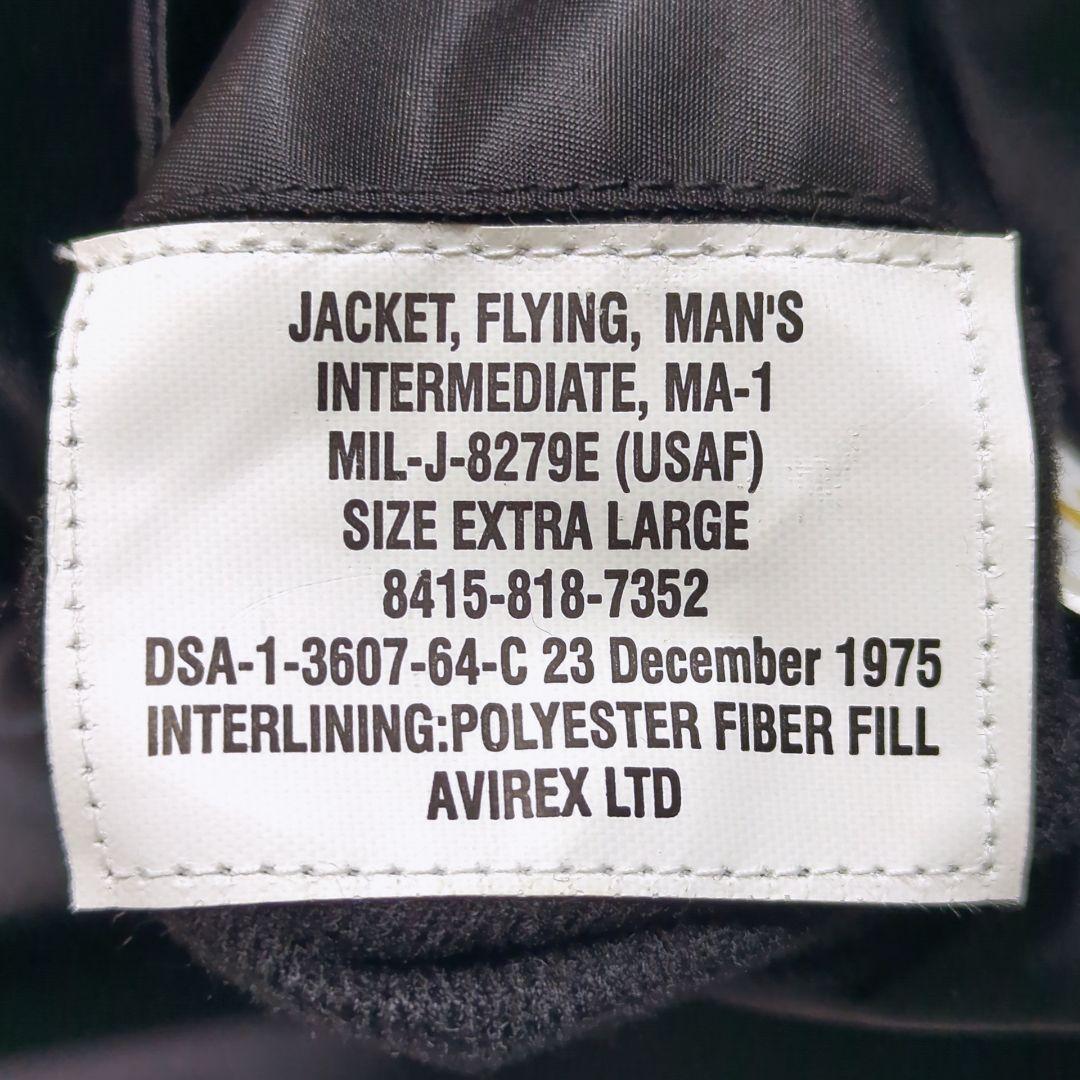 JACKET, FLYING, MAN'S
INTERMEDIATE, MA-1
MIL-J-8279E (USAF)
SIZE EXTRA LARGE
8415-818-7352
DSA-1-3607-64-C 23 December 1975
INTERLINING:POLYESTER FIBER FILL
AVIREX LTD